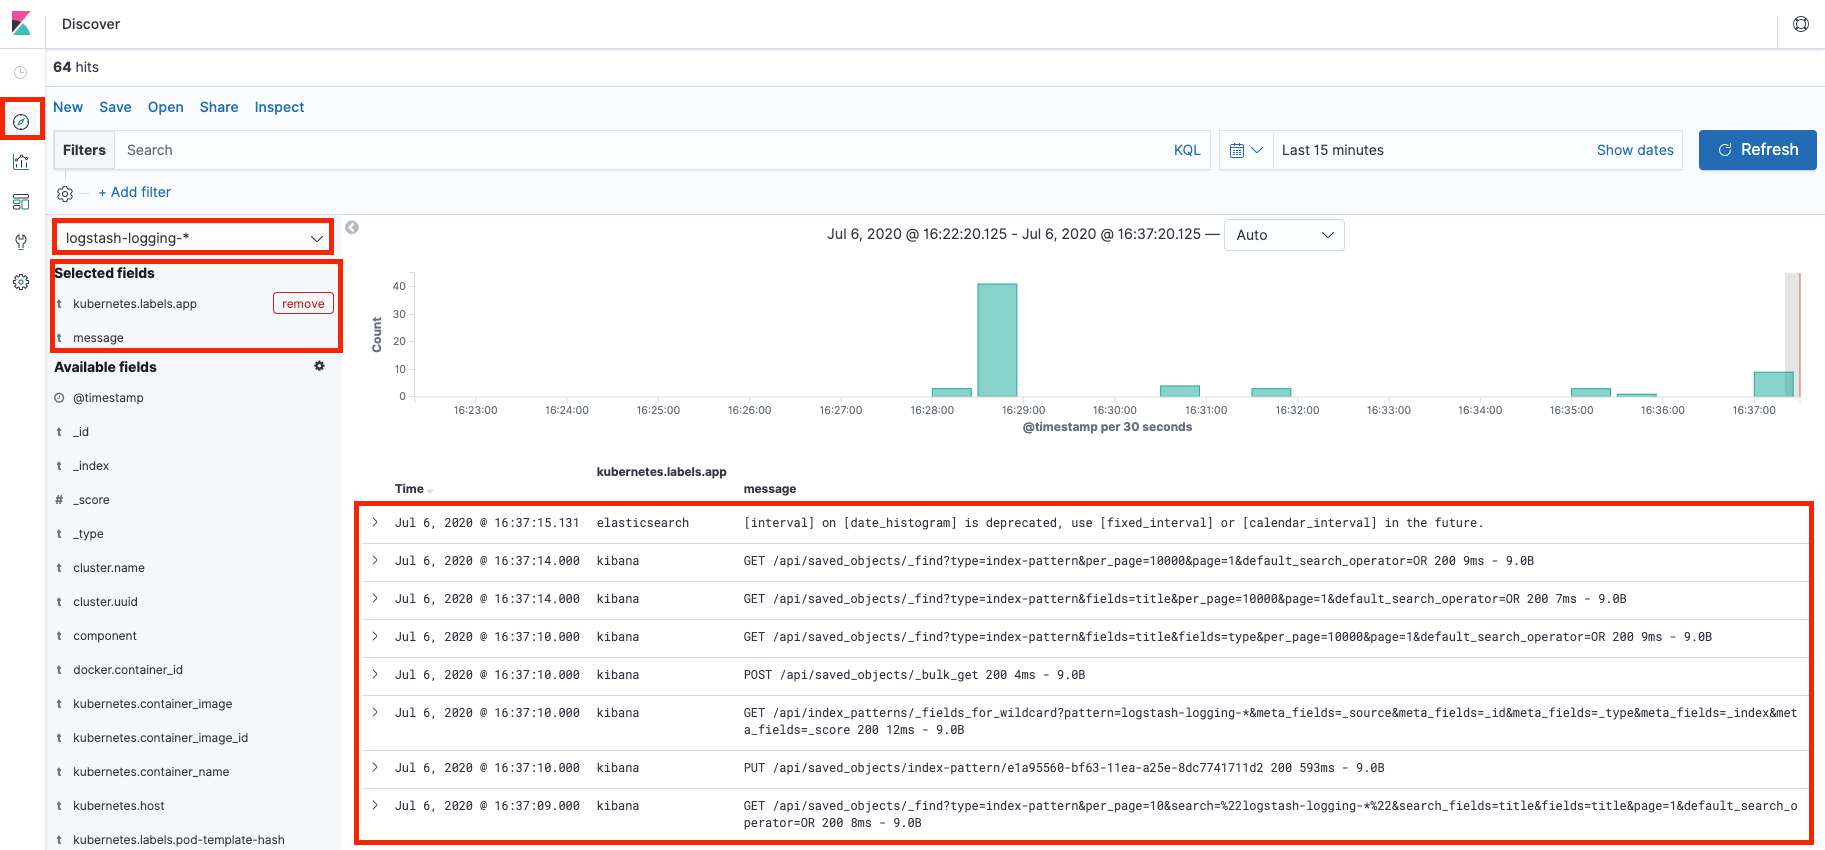 Discover
64 hits
New Save Open Share Inspect
Filters Search KQL Last 15 minutes Show dates Refresh
+ Add filter
logstash-logging-*
Selected fields
t kubernetes.labels.app remove
t message
Available fields
@timestamp
t _id
t _index
# _score
t _type
t cluster.name
t cluster.uuid
t component
t docker.container_id
t kubernetes.container_image
t kubernetes.container_image_id
t kubernetes.container_name
t kubernetes.host
t kubernetes.labels.pod-template-hash
Jul 6, 2020 @ 16:22:20.125 - Jul 6, 2020 @ 16:37:20.125 — Auto
Count
40
30
20
10
0
16:23:00 16:24:00 16:25:00 16:26:00 16:27:00 16:28:00 16:29:00 16:30:00 16:31:00 16:32:00 16:33:00 16:34:00 16:35:00 16:36:00 16:37:00
@timestamp per 30 seconds
Time kubernetes.labels.app message
Jul 6, 2020 @ 16:37:15.131 elasticsearch [interval] on [date_histogram] is deprecated, use [fixed_interval] or [calendar_interval] in the future.
Jul 6, 2020 @ 16:37:14.000 kibana GET /api/saved_objects/_find?type=index-pattern&per_page=10000&page=1&default_search_operator=OR 200 9ms - 9.0B
Jul 6, 2020 @ 16:37:14.000 kibana GET /api/saved_objects/_find?type=index-pattern&fields=title&per_page=10000&page=1&default_search_operator=OR 200 7ms - 9.0B
Jul 6, 2020 @ 16:37:10.000 kibana GET /api/saved_objects/_find?type=index-pattern&fields=title&fields=type&per_page=10000&page=1&default_search_operator=OR 200 9ms - 9.0B
Jul 6, 2020 @ 16:37:10.000 kibana POST /api/saved_objects/_bulk_get 200 4ms - 9.0B
Jul 6, 2020 @ 16:37:10.000 kibana GET /api/index_patterns/_fields_for_wildcard?pattern=logstash-logging-*&meta_fields=_source&meta_fields=_id&meta_fields=_type&meta_fields=_index&met
a_fields=_score 200 12ms - 9.0B
Jul 6, 2020 @ 16:37:10.000 kibana PUT /api/saved_objects/index-pattern/e1a95560-bf63-11ea-a25e-8dc7741711d2 200 593ms - 9.0B
Jul 6, 2020 @ 16:37:09.000 kibana GET /api/saved_objects/_find?type=index-pattern&per_page=10&search=%22logstash-logging-*%22&search_fields=title&fields=title&page=1&default_search_o
perator=OR 200 8ms - 9.0B